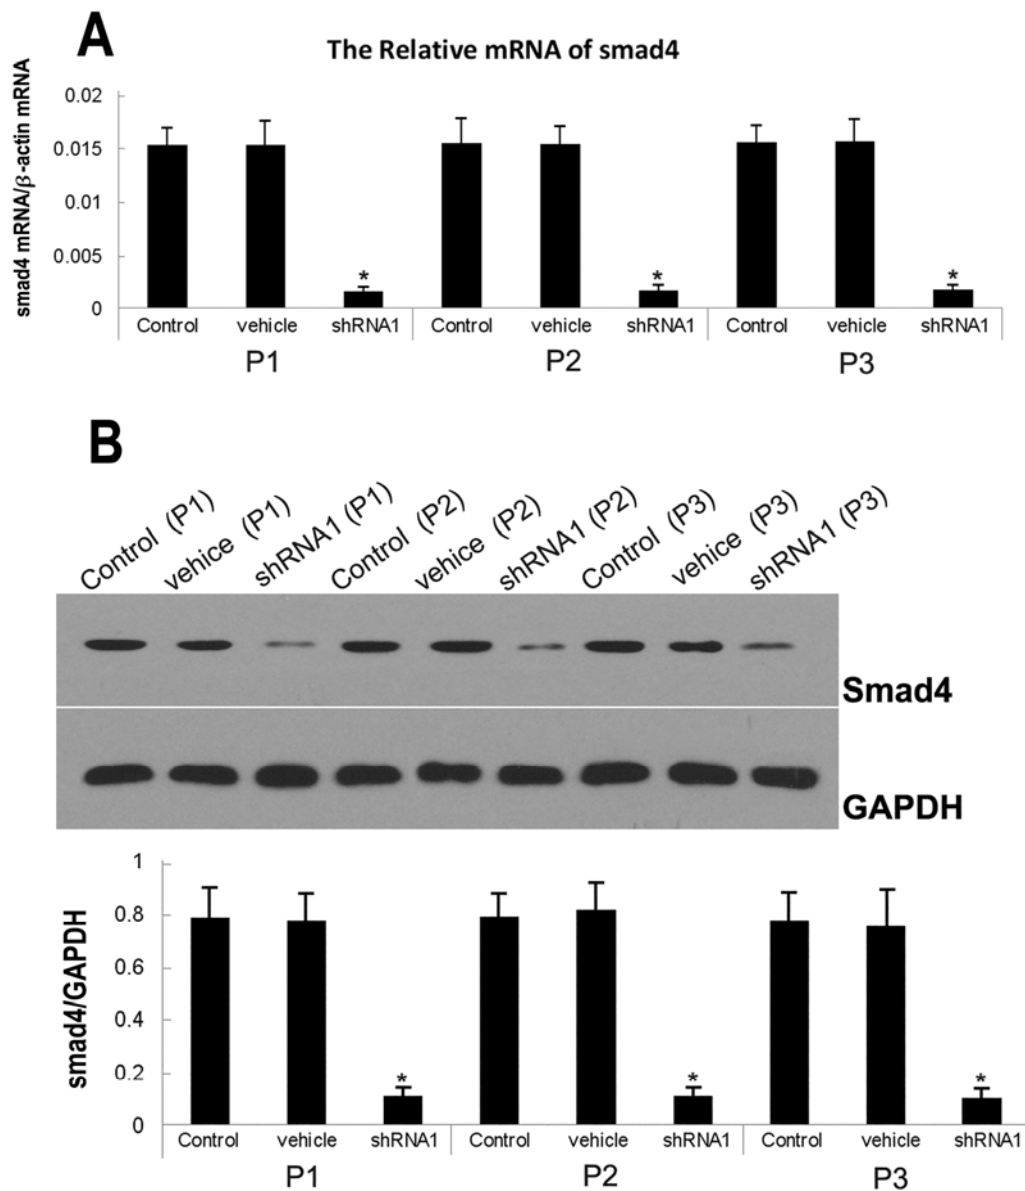 A
The Relative mRNA of smad4
smad4 mRNA/β-actin mRNA
0.02
0.015
0.01
0.005
0
* * *
Control vehicle shRNA1 Control vehicle shRNA1 Control vehicle shRNA1
P1 P2 P3
B
Control (P1) vehice (P1) shRNA1 (P1) Control (P2) vehice (P2) shRNA1 (P2) Control (P3) vehice (P3) shRNA1 (P3)
Smad4
GAPDH
smad4/GAPDH
1
0.8
0.6
0.4
0.2
0
* * *
Control vehicle shRNA1 Control vehicle shRNA1 Control vehicle shRNA1
P1 P2 P3